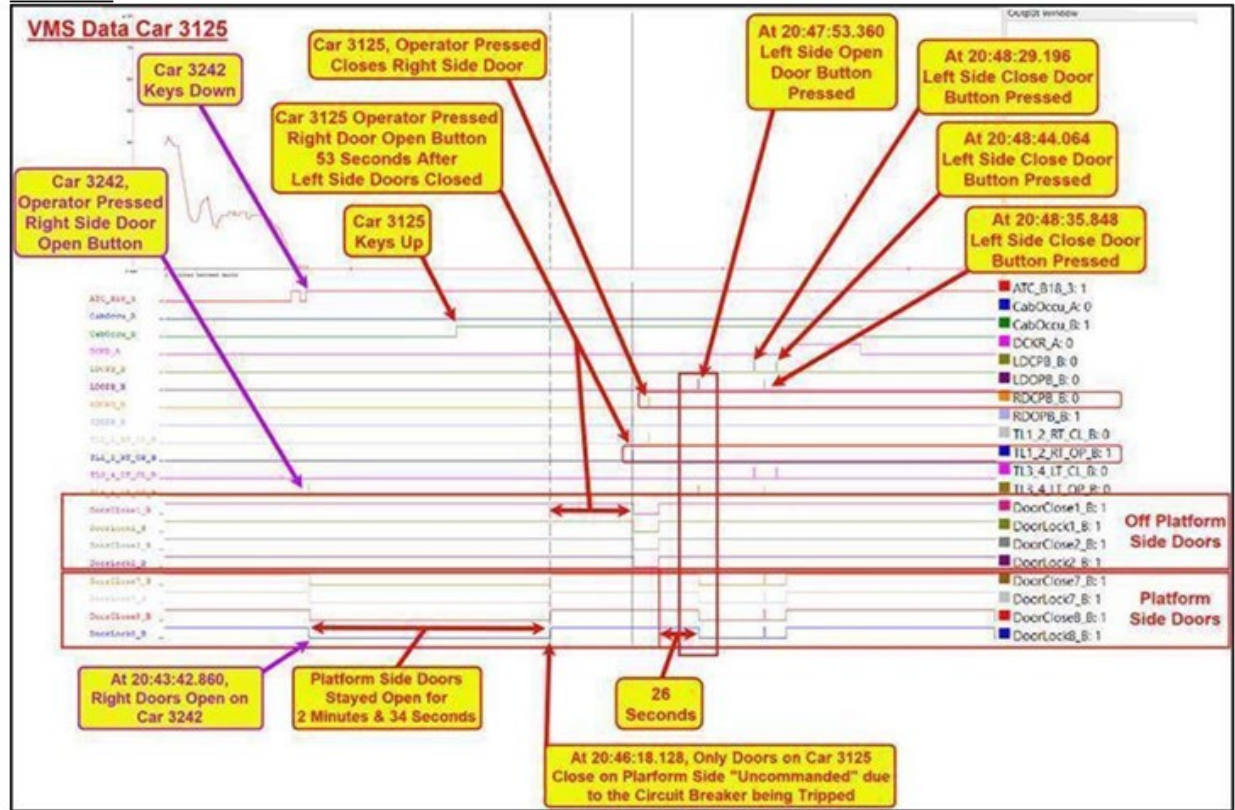 Output Window
VMS Data Car 3125
Car 3242
Keys Down
Car 3125, Operator Pressed
Closes Right Side Door
At 20:47:53.360
Left Side Open
Door Button
Pressed
At 20:48:29.196
Left Side Close Door
Button Pressed
Car 3125 Operator Pressed
Right Door Open Button
53 Seconds After
Left Side Doors Closed
At 20:48:44.064
Left Side Close Door
Button Pressed
Car 3242,
Operator Pressed
Right Side Door
Open Button
Car 3125
Keys Up
At 20:48:35.848
Left Side Close Door
Button Pressed
ATC_B18_3: 1
CabOccu_A: 0
CabOccu_B: 1
DCKR_A: 0
LDCPB_B: 0
LDOPB_B: 0
RDCPB_B: 0
RDOPB_B: 1
TL1_2_RT_CL_B: 0
TL1_2_RT_OP_B: 1
TL3_4_LT_CL_B: 0
TL3_4_LT_OP_B: 0
DoorClose1_B
DoorClose1_B: 1
DoorLock1_B
DoorLock1_B: 1
DoorClose2_B
DoorClose2_B: 1
DoorLock2_B
DoorLock2_B: 1
Off Platform
Side Doors
DoorClose7_B
DoorClose7_B: 1
DoorLock7_B: 1
DoorClose8_B
DoorClose8_B: 1
DoorLock8_B
DoorLock8_B: 1
Platform
Side Doors
At 20:43:42.860,
Right Doors Open on
Car 3242
Platform Side Doors
Stayed Open for
2 Minutes & 34 Seconds
26
Seconds
At 20:46:18.128, Only Doors on Car 3125
Close on Plarform Side "Uncommanded" due
to the Circuit Breaker being Tripped